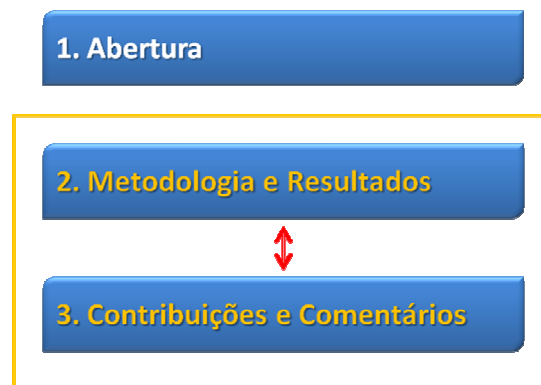 1. Abertura
2. Metodologia e Resultados
3. Contribuições e Comentários